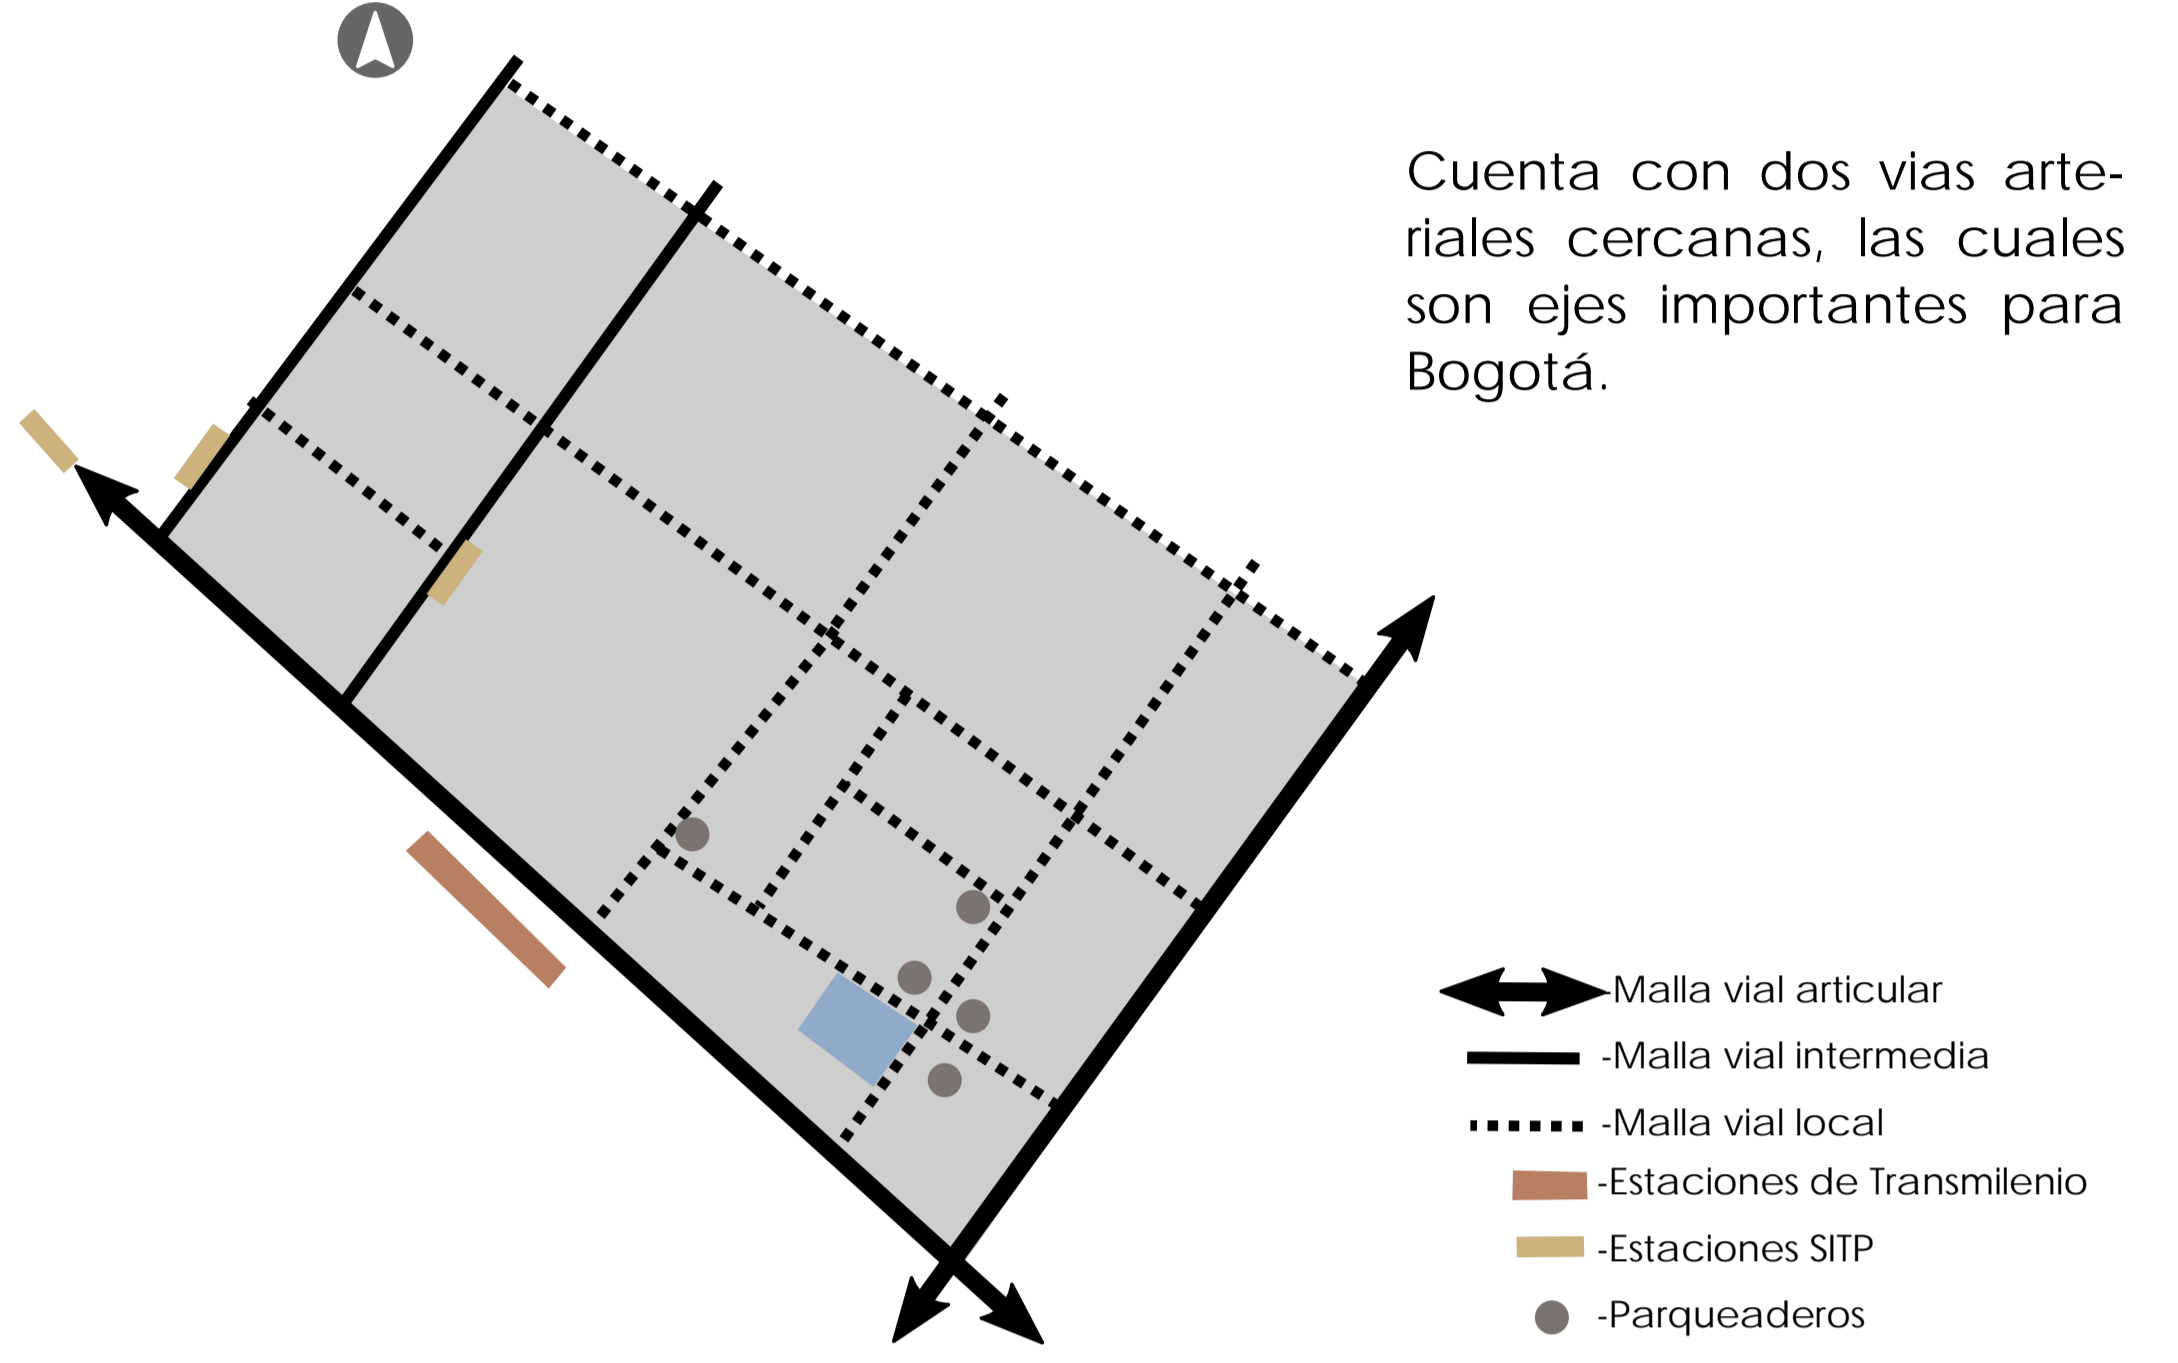 Cuenta con dos vias arte-
riales cercanas, las cuales
son ejes importantes para
Bogotá.
-Malla vial articular
-Malla vial intermedia
-Malla vial local
-Estaciones de Transmilenio
-Estaciones SITP
-Parqueaderos